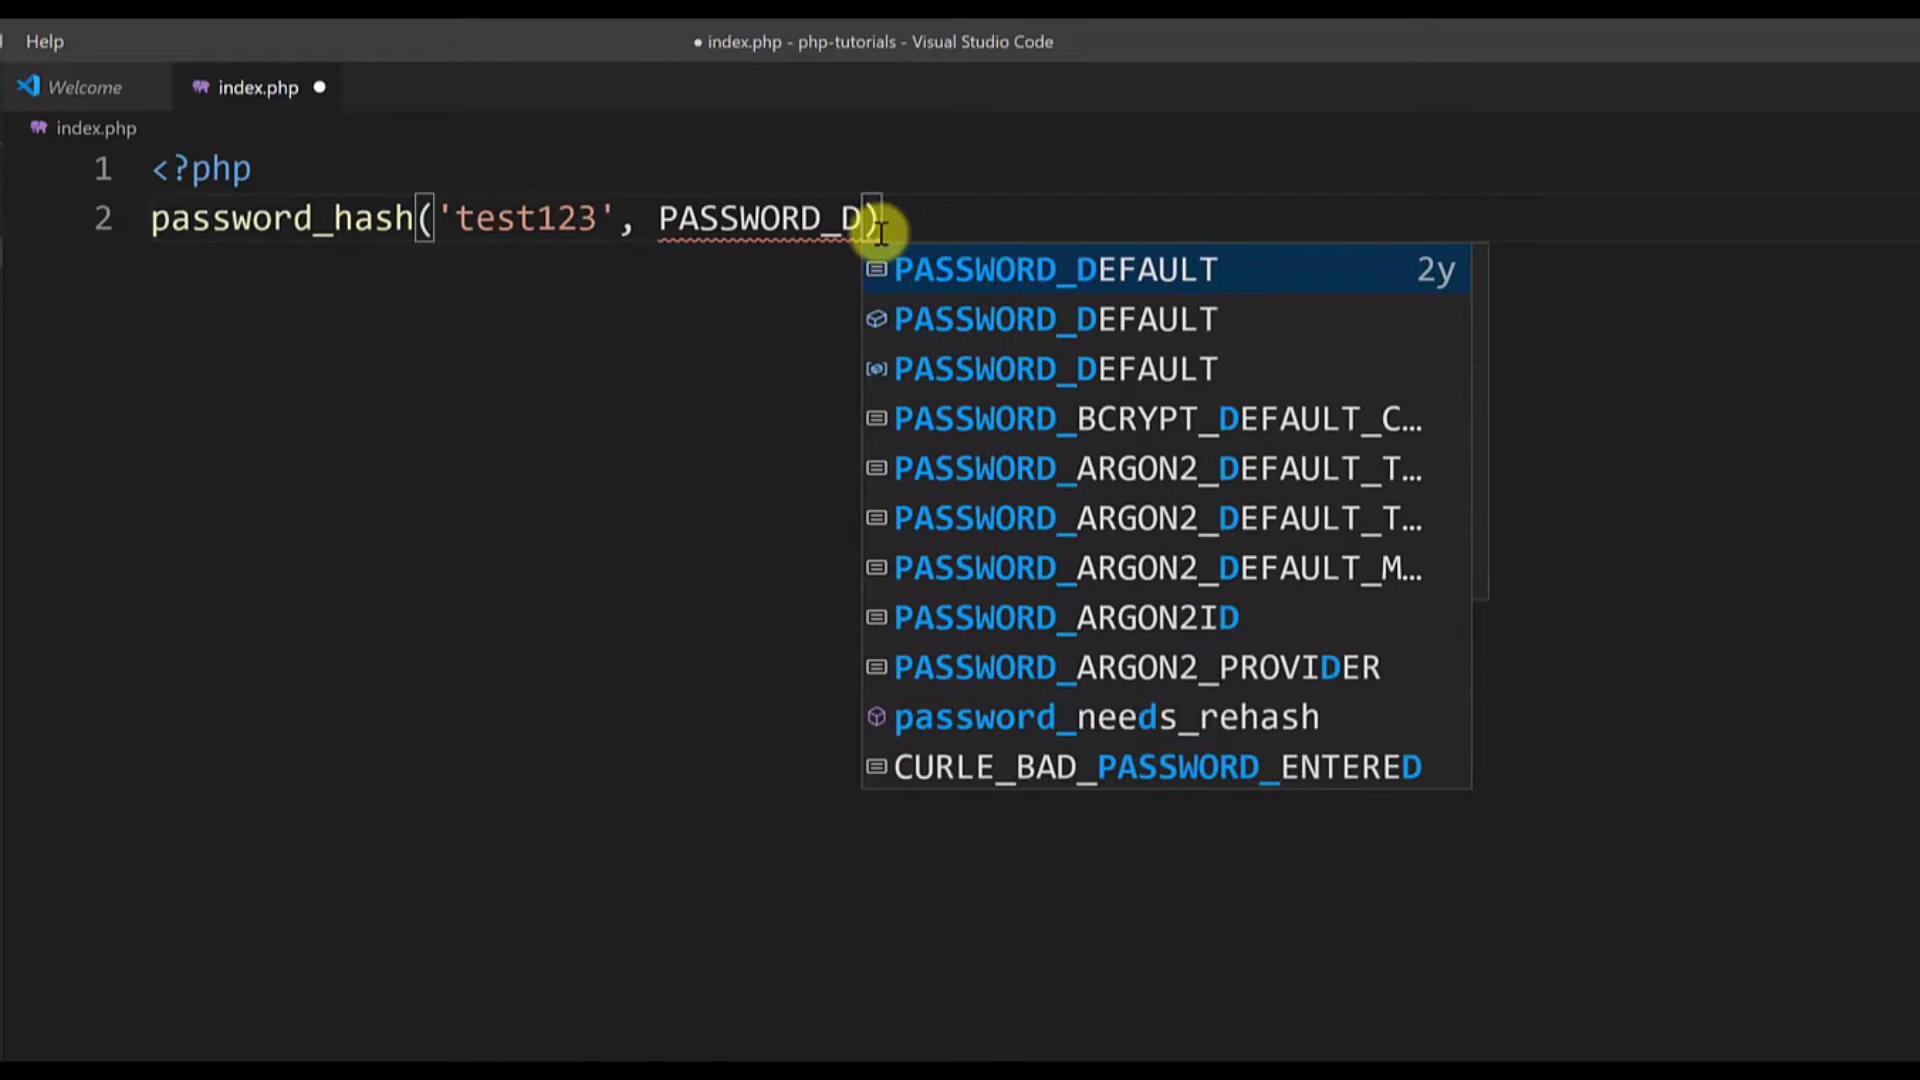 Help
● index.php - php-tutorials - Visual Studio Code
Welcome
index.php ●
index.php
1 <?php
2 password_hash('test123', PASSWORD_D)
PASSWORD_DEFAULT 2y
PASSWORD_DEFAULT
PASSWORD_DEFAULT
PASSWORD_BCRYPT_DEFAULT_C…
PASSWORD_ARGON2_DEFAULT_T…
PASSWORD_ARGON2_DEFAULT_T…
PASSWORD_ARGON2_DEFAULT_M…
PASSWORD_ARGON2ID
PASSWORD_ARGON2_PROVIDER
password_needs_rehash
CURLE_BAD_PASSWORD_ENTERED